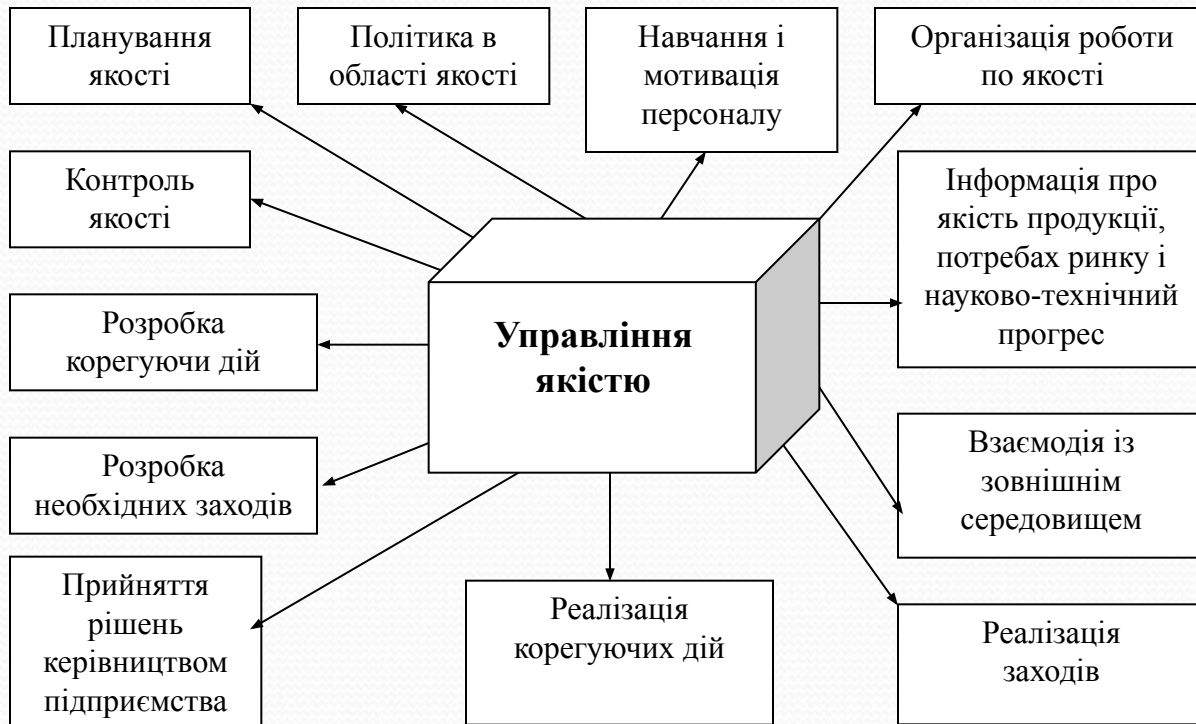 Планування
якості
Політика в
області якості
Навчання і
мотивація
персоналу
Організація роботи
по якості
Контроль
якості
Інформація про
якість продукції,
потребах ринку і
науково-технічний
прогрес
Розробка
корегуючи дій
Управління
якістю
Розробка
необхідних заходів
Взаємодія із
зовнішнім
середовищем
Прийняття
рішень
керівництвом
підприємства
Реалізація
корегуючих дій
Реалізація
заходів